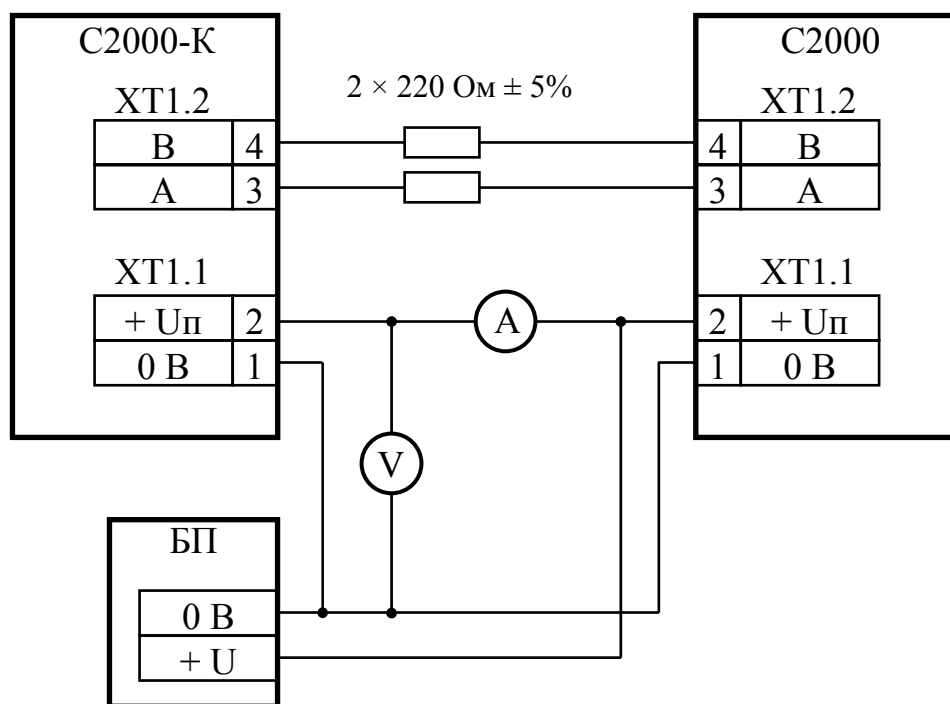 С2000-К
С2000
2 × 220 Ом ± 5%
XT1.2
B 4
A 3
XT1.2
4 B
3 A
XT1.1
+ Uп 2
0 В 1
A
XT1.1
2 + Uп
1 0 В
V
БП
0 В
+ U